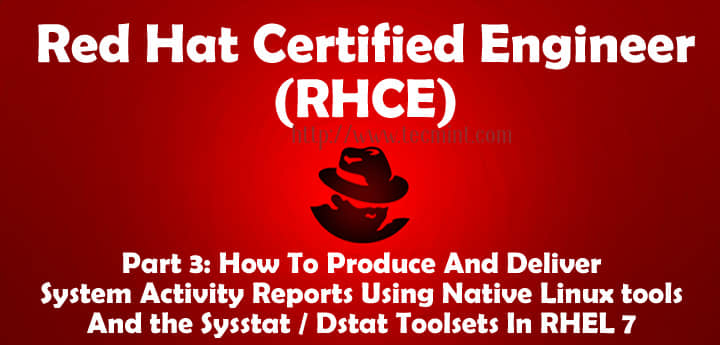 Red Hat Certified Engineer
(RHCE)
http://www.tecmint.com
Part 3: How To Produce And Deliver
System Activity Reports Using Native Linux tools
And the Sysstat / Dstat Toolsets In RHEL 7